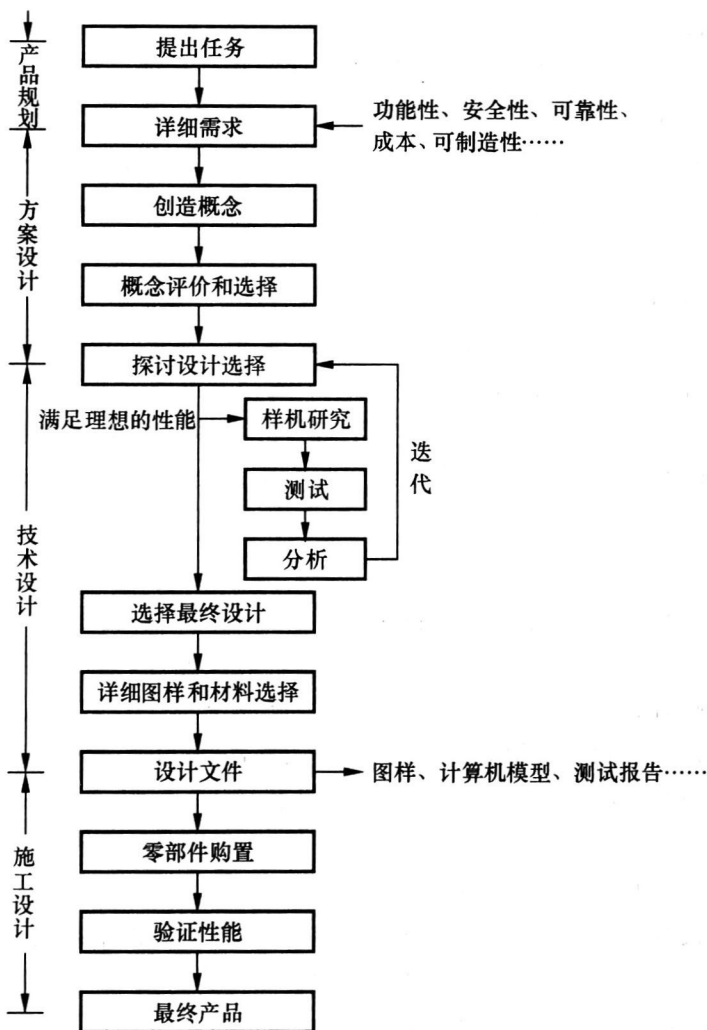 提出任务
产品规划
详细需求
功能性、安全性、可靠性、
成本、可制造性……
创造概念
方案设计
概念评价和选择
探讨设计选择
满足理想的性能
样机研究
迭代
测试
分析
技术设计
选择最终设计
详细图样和材料选择
设计文件
图样、计算机模型、测试报告……
零部件购置
施工设计
验证性能
最终产品